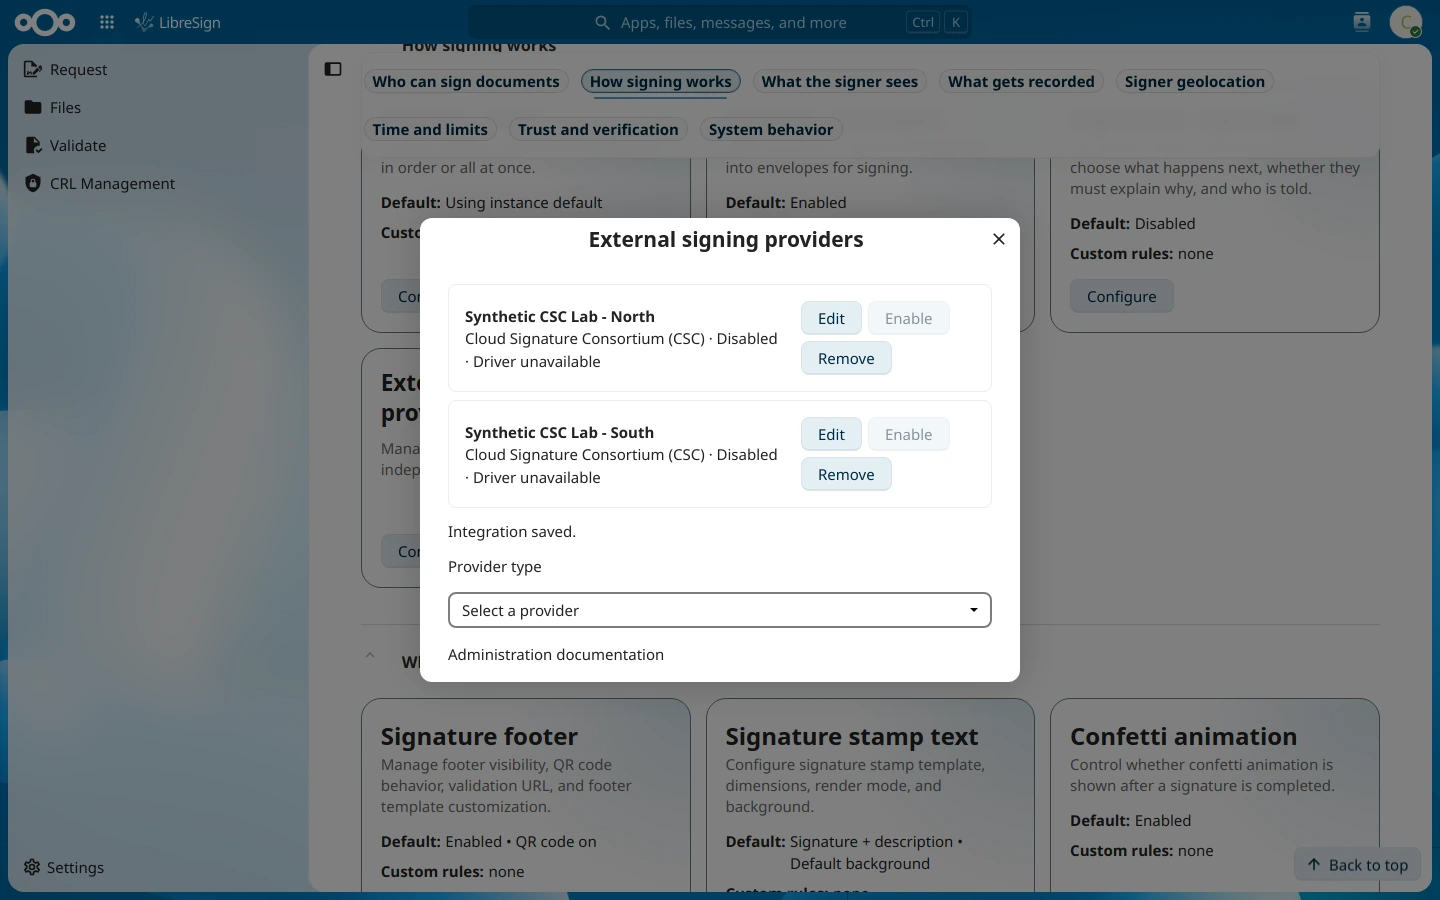 LibreSign
Apps, files, messages, and more
Ctrl K
C
Request
Files
Validate
CRL Management
Settings
How signing works
Who can sign documents
How signing works
What the signer sees
What gets recorded
Signer geolocation
Time and limits
Trust and verification
System behavior
in order or all at once.
Default: Using instance default
into envelopes for signing.
Default: Enabled
choose what happens next, whether they
must explain why, and who is told.
Default: Disabled
Custom rules: none
Configure
External signing providers
Synthetic CSC Lab - North
Cloud Signature Consortium (CSC) · Disabled
· Driver unavailable
Edit
Enable
Remove
Synthetic CSC Lab - South
Cloud Signature Consortium (CSC) · Disabled
· Driver unavailable
Edit
Enable
Remove
Integration saved.
Provider type
Select a provider
Administration documentation
Signature footer
Manage footer visibility, QR code
behavior, validation URL, and footer
template customization.
Default: Enabled • QR code on
Custom rules: none
Signature stamp text
Configure signature stamp template,
dimensions, render mode, and
background.
Default: Signature + description •
Default background
Custom rules: none
Confetti animation
Control whether confetti animation is
shown after a signature is completed.
Default: Enabled
Custom rules: none
Back to top